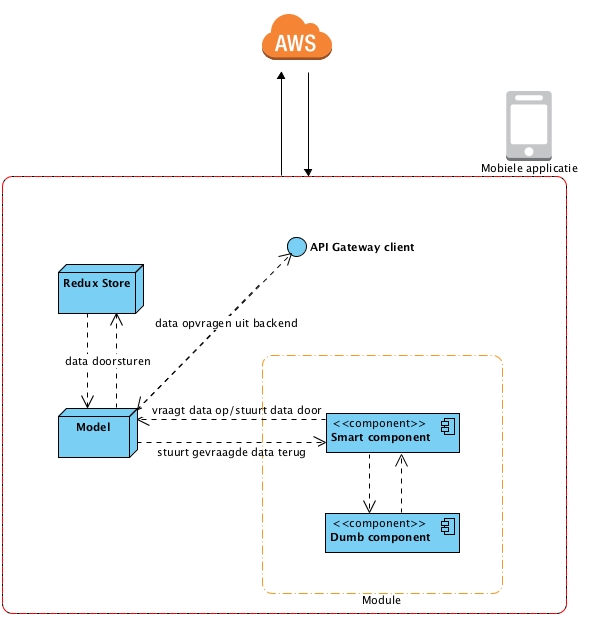 AWS
Mobiele applicatie
API Gateway client
Redux Store
data opvragen uit backend
data doorsturen
vraagt data op/stuurt data door
<<component>>
Smart component
Model
stuurt gevraagde data terug
<<component>>
Dumb component
Module